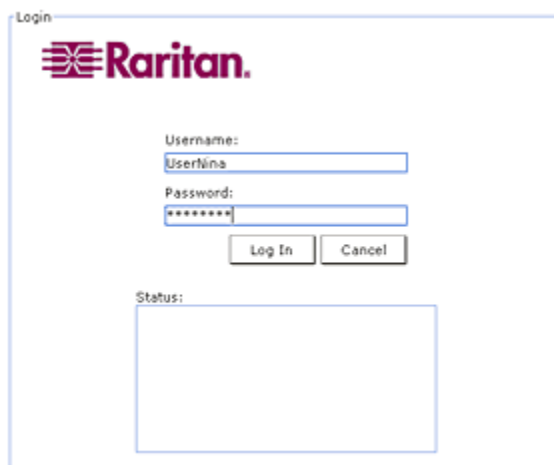 Login
Raritan.
Username:
UserNina
Password:
********
Log In Cancel
Status: